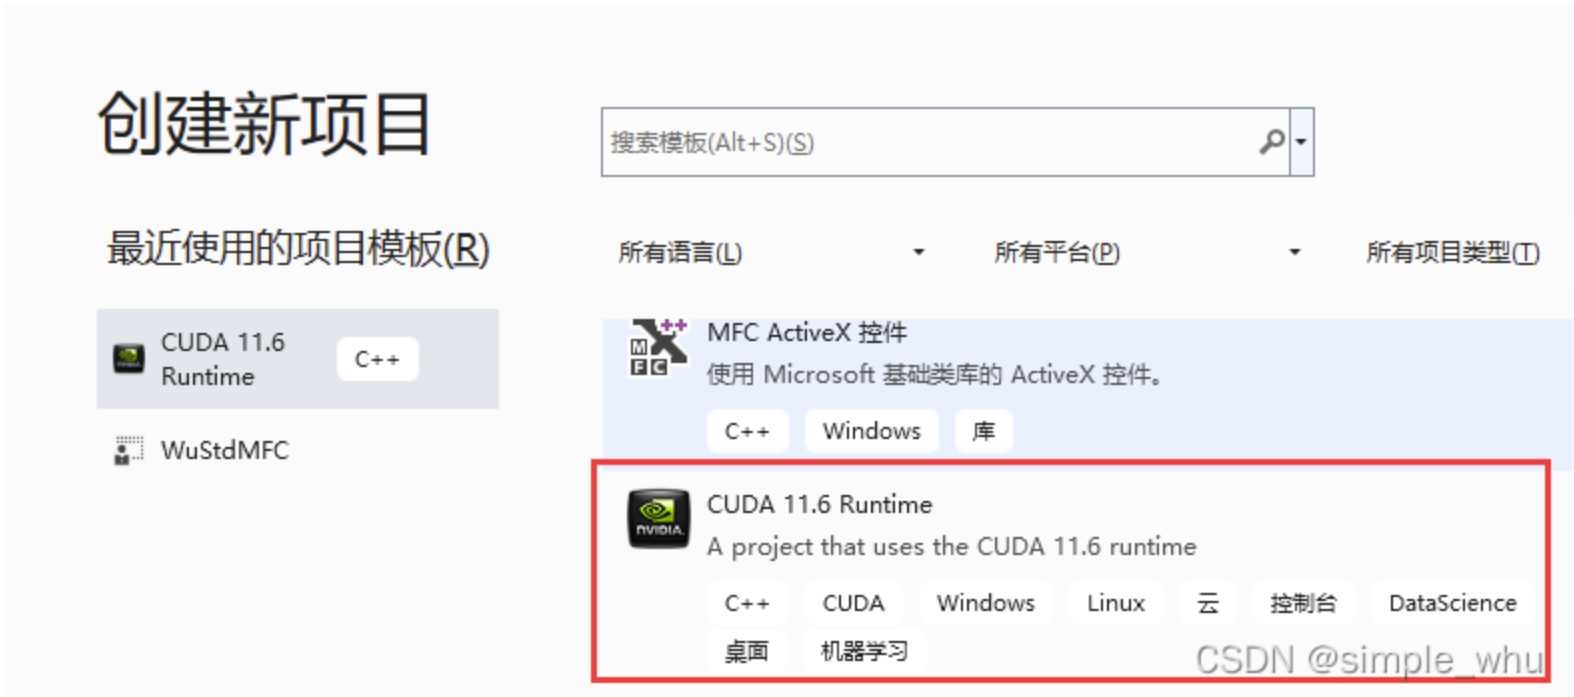 创建新项目
搜索模板(Alt+S)(S)
最近使用的项目模板(R)
所有语言(L)
所有平台(P)
所有项目类型(T)
CUDA 11.6
Runtime
C++
WuStdMFC
MFC ActiveX 控件
使用 Microsoft 基础类库的 ActiveX 控件。
C++ Windows 库
CUDA 11.6 Runtime
A project that uses the CUDA 11.6 runtime
C++ CUDA Windows Linux 云 控制台 DataScience
桌面 机器学习
NVIDIA.
MFC
++
CSDN @simple_whu